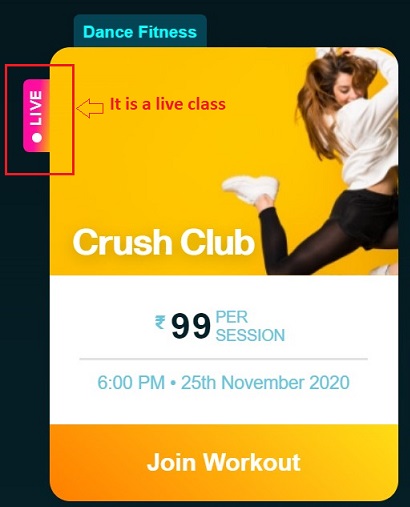 Dance Fitness
LIVE
It is a live class
Crush Club
₹ 99 PER
SESSION
6:00 PM • 25th November 2020
Join Workout